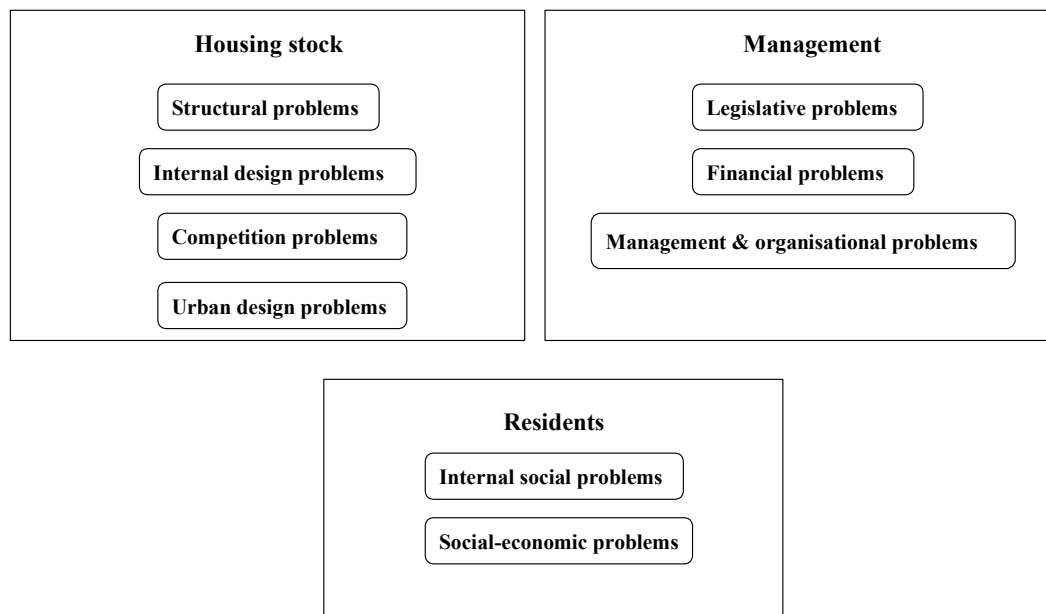 Housing stock
Structural problems
Internal design problems
Competition problems
Urban design problems
Management
Legislative problems
Financial problems
Management & organisational problems
Residents
Internal social problems
Social-economic problems